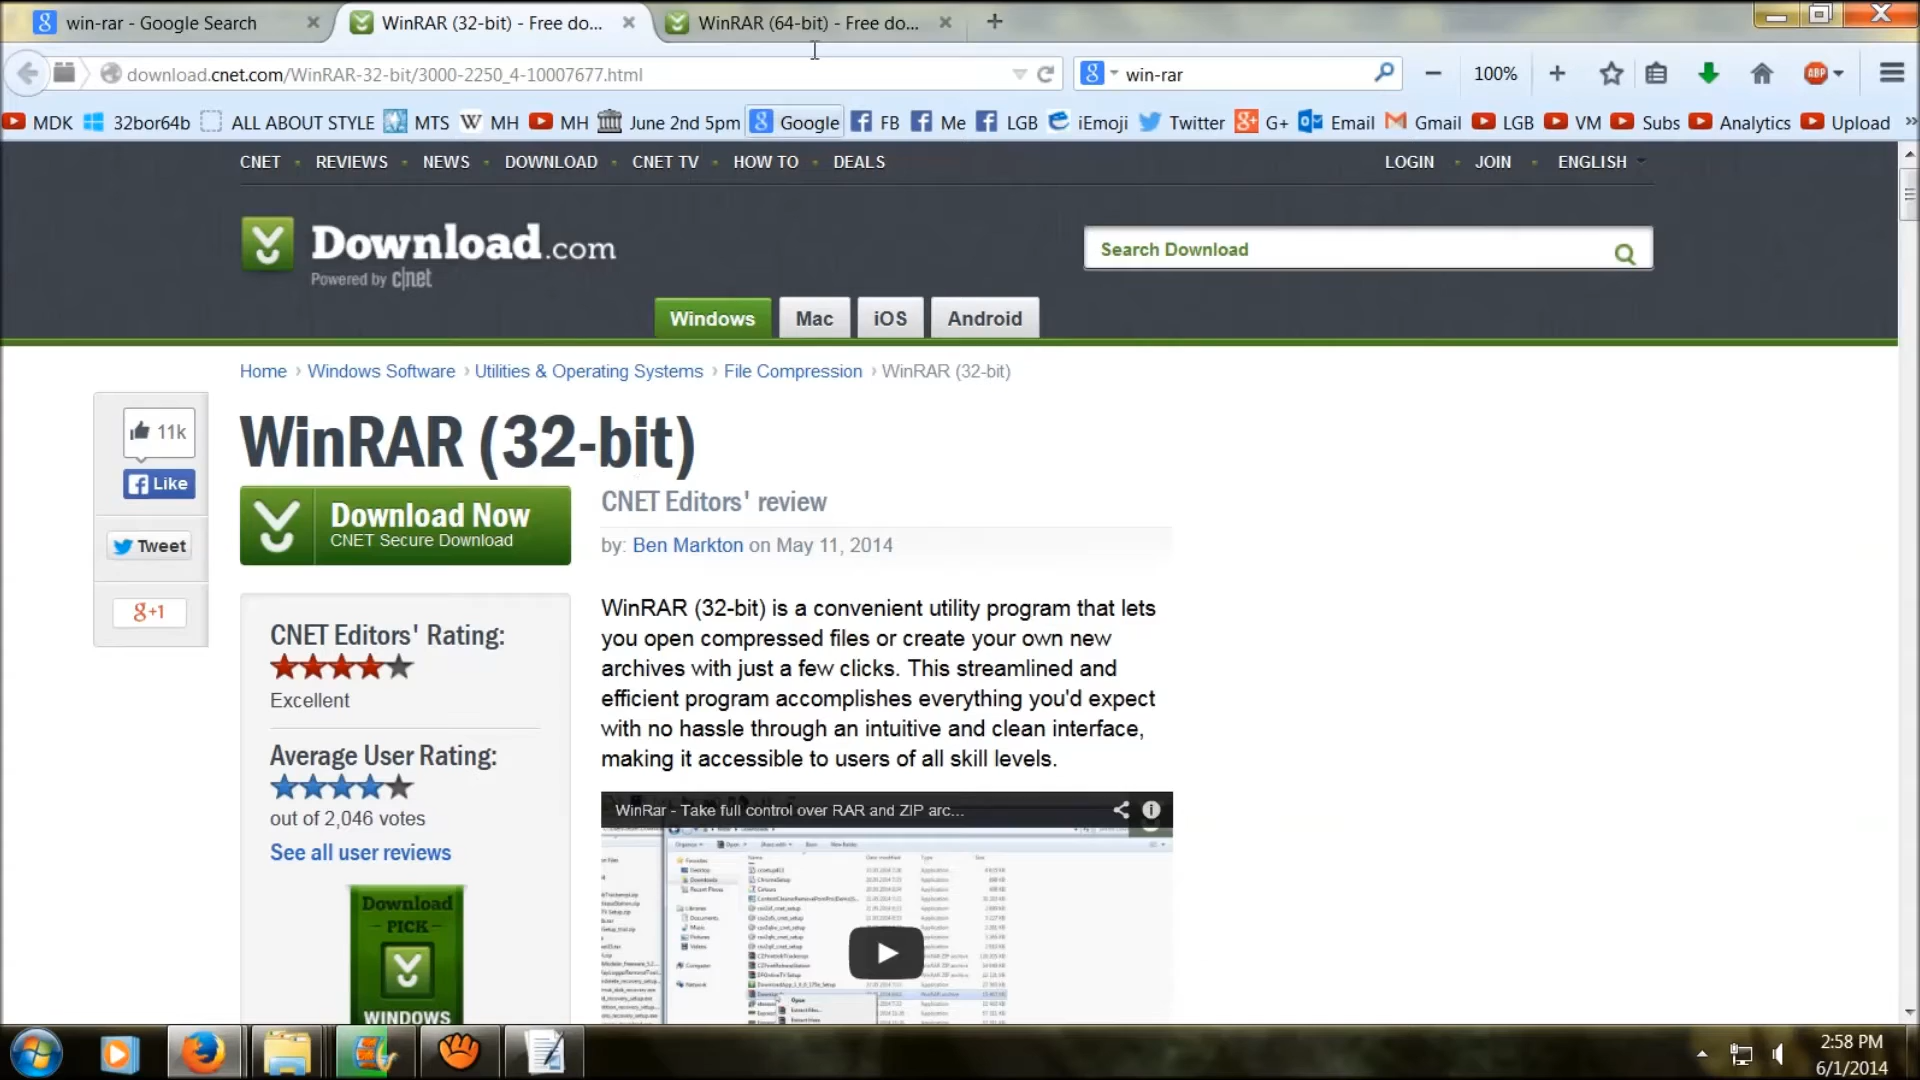 win-rar - Google Search
WinRAR (32-bit) - Free do...
WinRAR (64-bit) - Free do...
download.cnet.com/WinRAR-32-bit/3000-2250_4-10007677.html
win-rar
100%
ABP
MDK
32bor64b
ALL ABOUT STYLE
MTS
MH
MH
June 2nd 5pm
Google
FB
Me
LGB
iEmoji
Twitter
G+
Email
Gmail
LGB
VM
Subs
Analytics
Upload
CNET
REVIEWS
NEWS
DOWNLOAD
CNET TV
HOW TO
DEALS
LOGIN
JOIN
ENGLISH
Download.com
Powered by c|net
Search Download
Windows
Mac
iOS
Android
Home › Windows Software › Utilities & Operating Systems › File Compression › WinRAR (32-bit)
11k
Like
Tweet
g+1
WinRAR (32-bit)
Download Now
CNET Secure Download
CNET Editors' Rating:
Excellent
Average User Rating:
out of 2,046 votes
See all user reviews
Download
PICK
WINDOWS
CNET Editors' review
by: Ben Markton on May 11, 2014
WinRAR (32-bit) is a convenient utility program that lets
you open compressed files or create your own new
archives with just a few clicks. This streamlined and
efficient program accomplishes everything you'd expect
with no hassle through an intuitive and clean interface,
making it accessible to users of all skill levels.
WinRar - Take full control over RAR and ZIP arc...
2:58 PM
6/1/2014